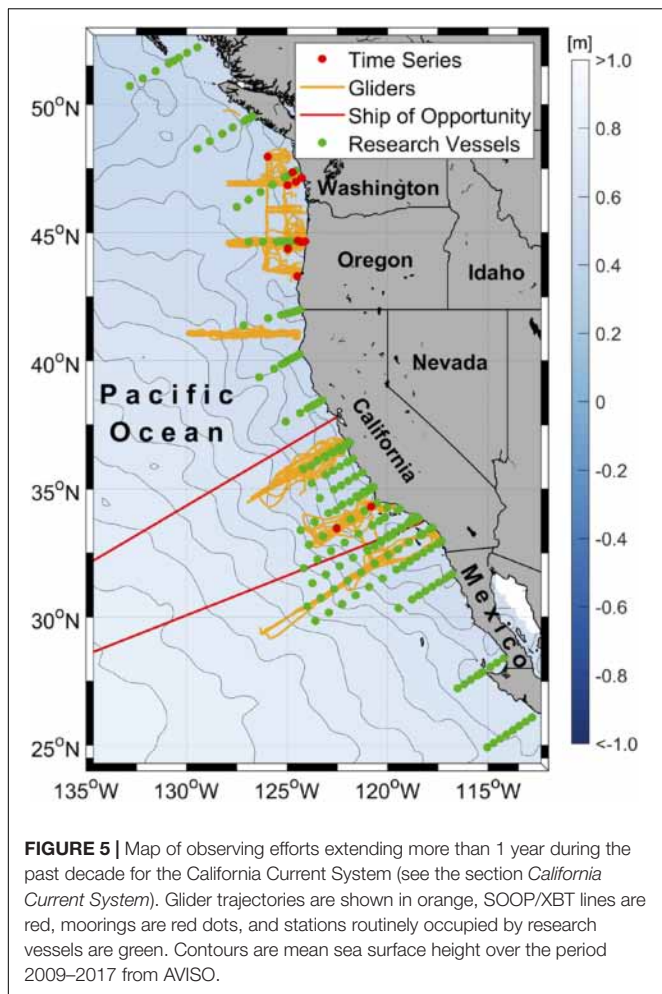 [m]
>1.0
0.8
0.6
0.4
0.2
0
-0.2
-0.4
-0.6
-0.8
<-1.0
Time Series
Gliders
Ship of Opportunity
Research Vessels
50°N
45°N
40°N
35°N
30°N
25°N
Washington
Oregon
Idaho
Nevada
California
Mexico
Pacific
Ocean
135°W
130°W
125°W
120°W
115°W
FIGURE 5 | Map of observing efforts extending more than 1 year during the
past decade for the California Current System (see the section California
Current System). Glider trajectories are shown in orange, SOOP/XBT lines are
red, moorings are red dots, and stations routinely occupied by research
vessels are green. Contours are mean sea surface height over the period
2009–2017 from AVISO.